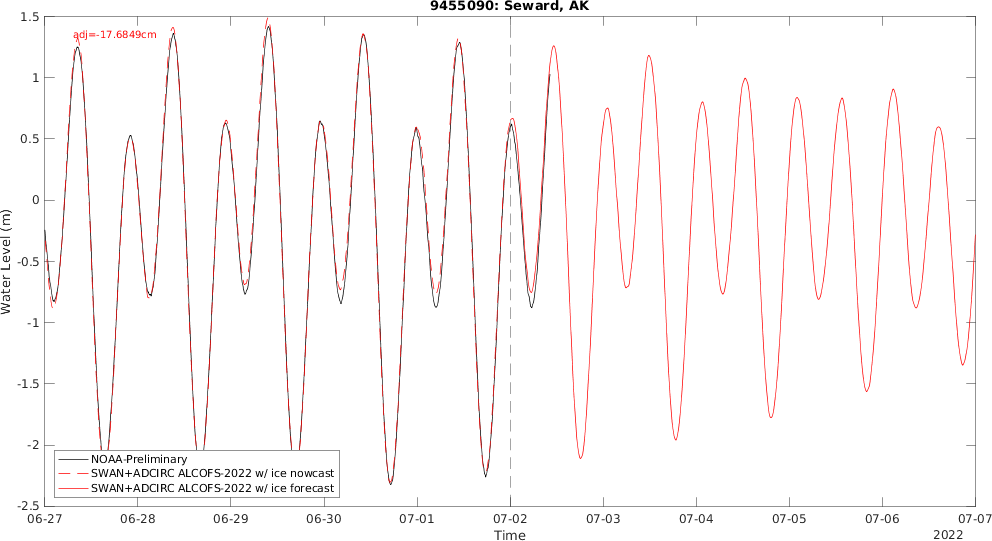 9455090: Seward, AK
adj=-17.6849cm
Water Level (m)
1.5
1
0.5
0
-0.5
-1
-1.5
-2
-2.5
NOAA-Preliminary
SWAN+ADCIRC ALCOFS-2022 w/ ice nowcast
SWAN+ADCIRC ALCOFS-2022 w/ ice forecast
06-27 06-28 06-29 06-30 07-01 07-02 07-03 07-04 07-05 07-06 07-07
Time
2022